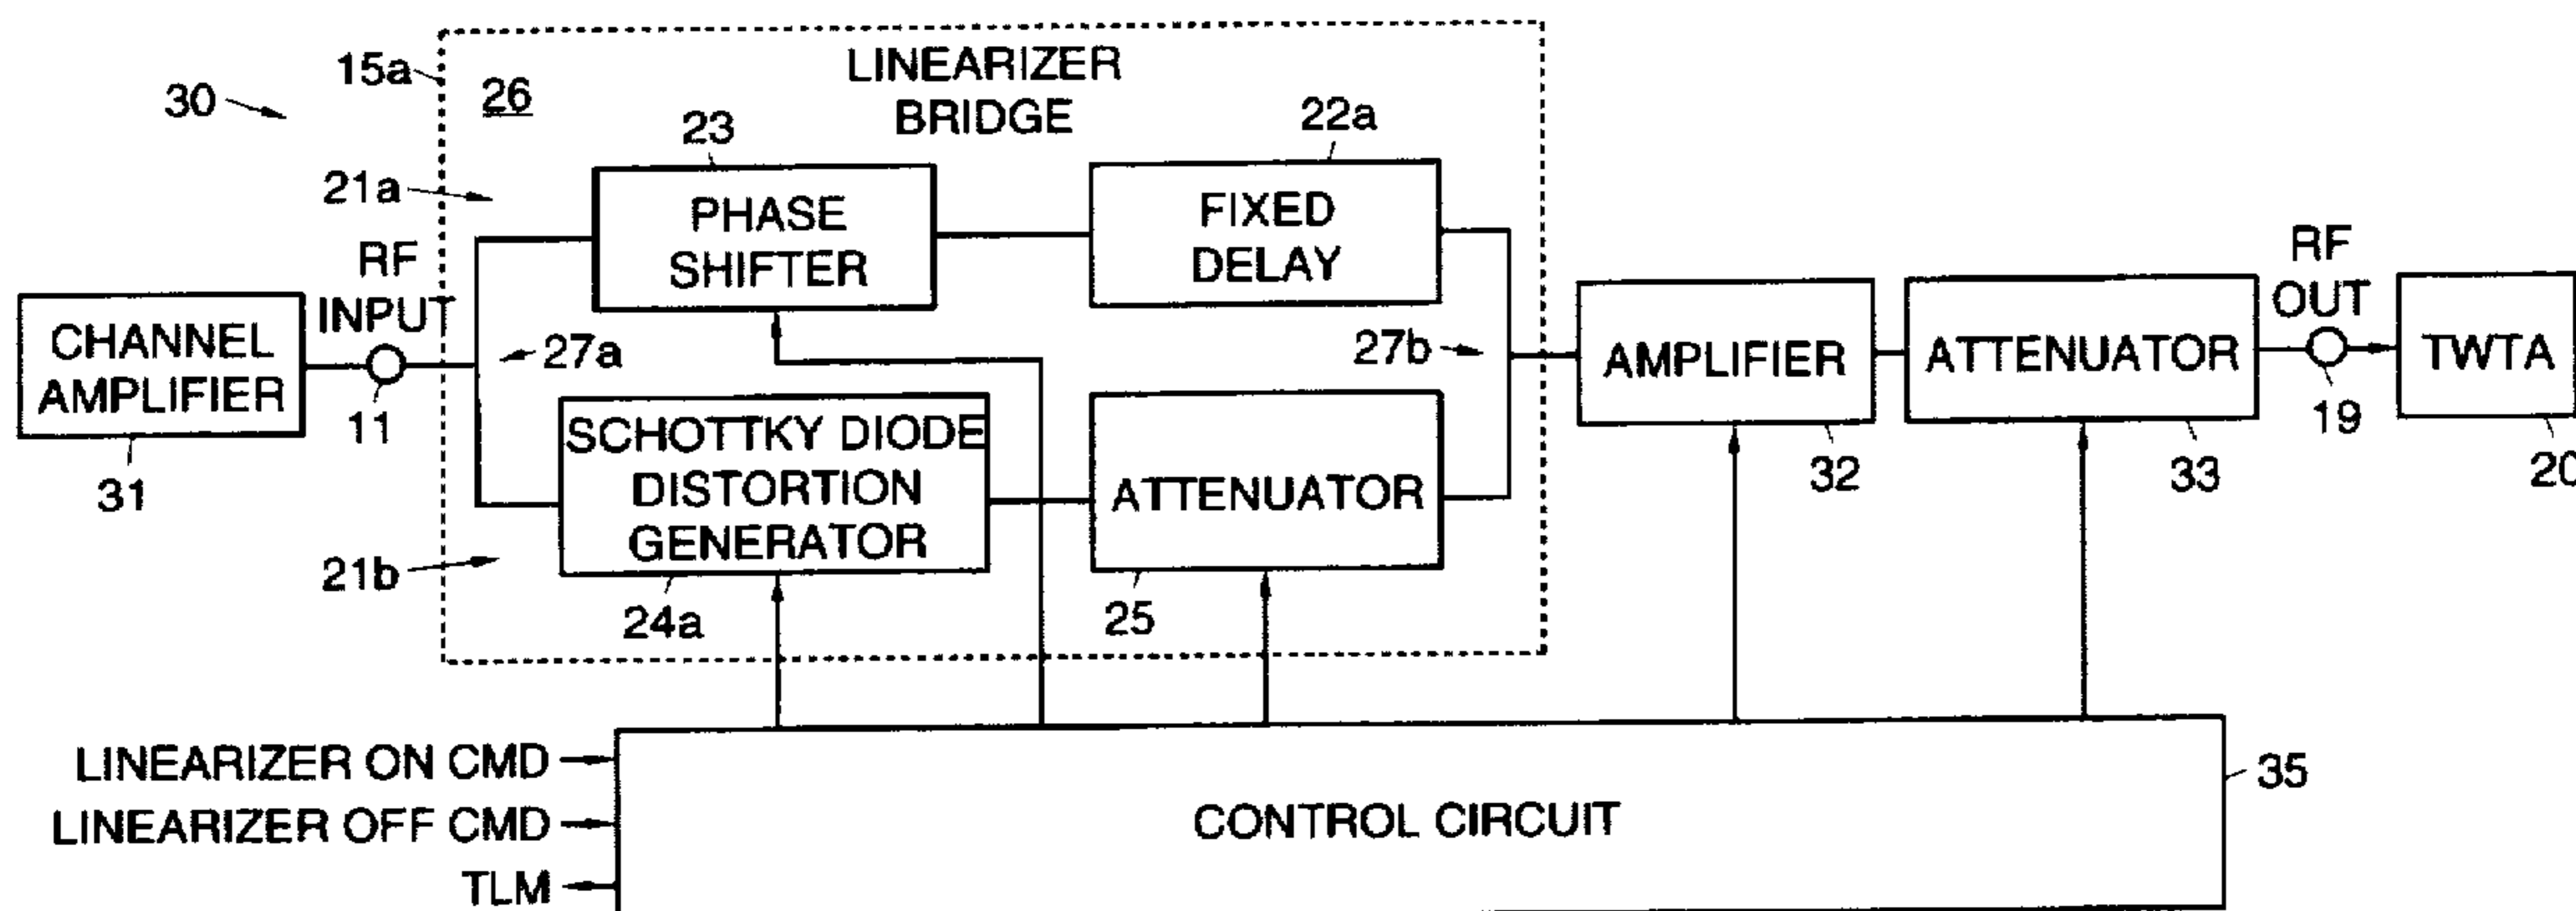 15a
26
LINEARIZER
BRIDGE
30
23
22a
21a
PHASE
SHIFTER
FIXED
DELAY
RF
INPUT
RF
OUT
CHANNEL
AMPLIFIER
27a
27b
AMPLIFIER
ATTENUATOR
TWTA
11
19
31
SCHOTTKY DIODE
DISTORTION
GENERATOR
ATTENUATOR
32
33
20
21b
24a
25
LINEARIZER ON CMD
LINEARIZER OFF CMD
TLM
CONTROL CIRCUIT
35